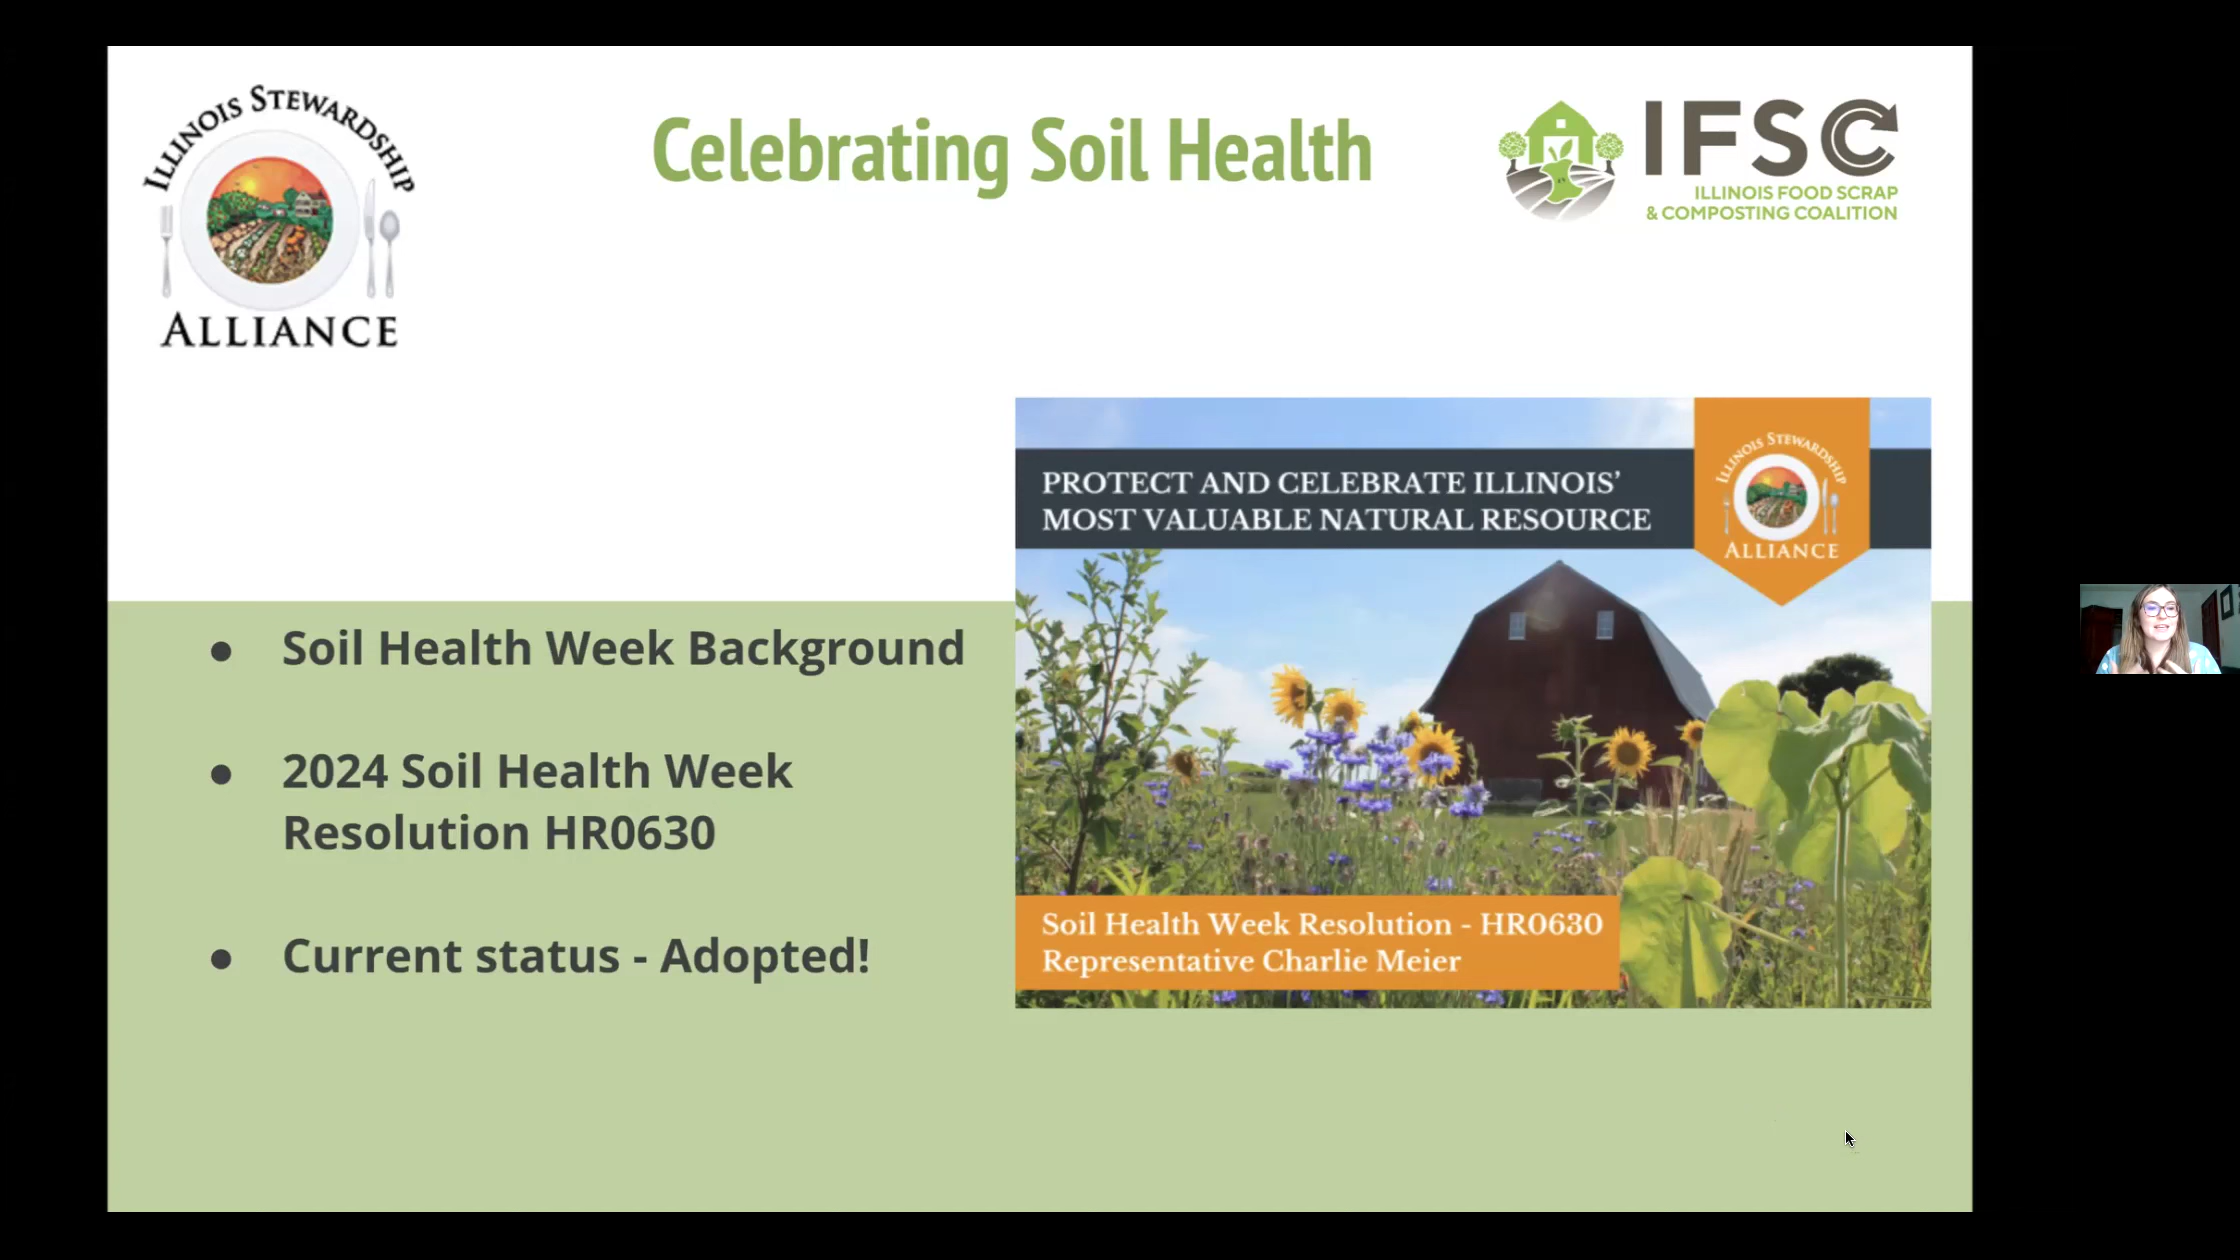 ILLINOIS STEWARDSHIP
ALLIANCE
Celebrating Soil Health
IFSC
ILLINOIS FOOD SCRAP
& COMPOSTING COALITION
PROTECT AND CELEBRATE ILLINOIS’
MOST VALUABLE NATURAL RESOURCE
ILLINOIS STEWARDSHIP
ALLIANCE
● Soil Health Week Background
● 2024 Soil Health Week
Resolution HR0630
● Current status - Adopted!
Soil Health Week Resolution - HR0630
Representative Charlie Meier